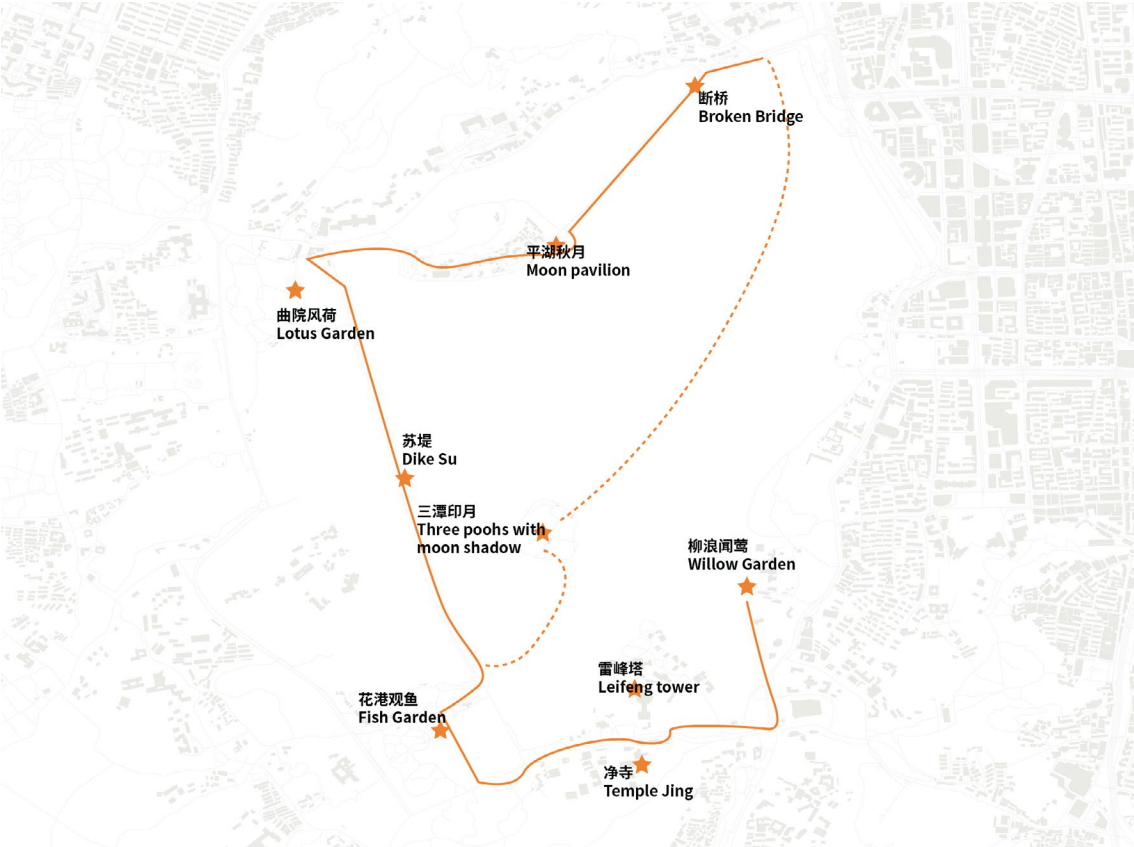 断桥
Broken Bridge
平湖秋月
Moon pavilion
曲院风荷
Lotus Garden
苏堤
Dike Su
三潭印月
Three poohs with
moon shadow
柳浪闻莺
Willow Garden
雷峰塔
Leifeng tower
花港观鱼
Fish Garden
净寺
Temple Jing